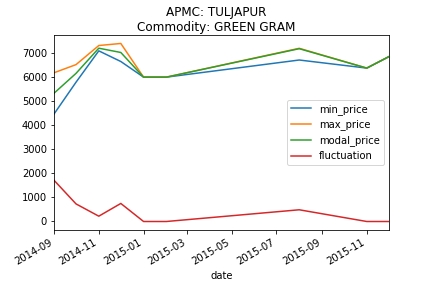 APMC: TULJAPUR
Commodity: GREEN GRAM
7000
6000
5000
4000
3000
2000
1000
0
min_price
max_price
modal_price
fluctuation
2014-09
2014-11
2015-01
2015-03
2015-05
2015-07
2015-09
2015-11
date